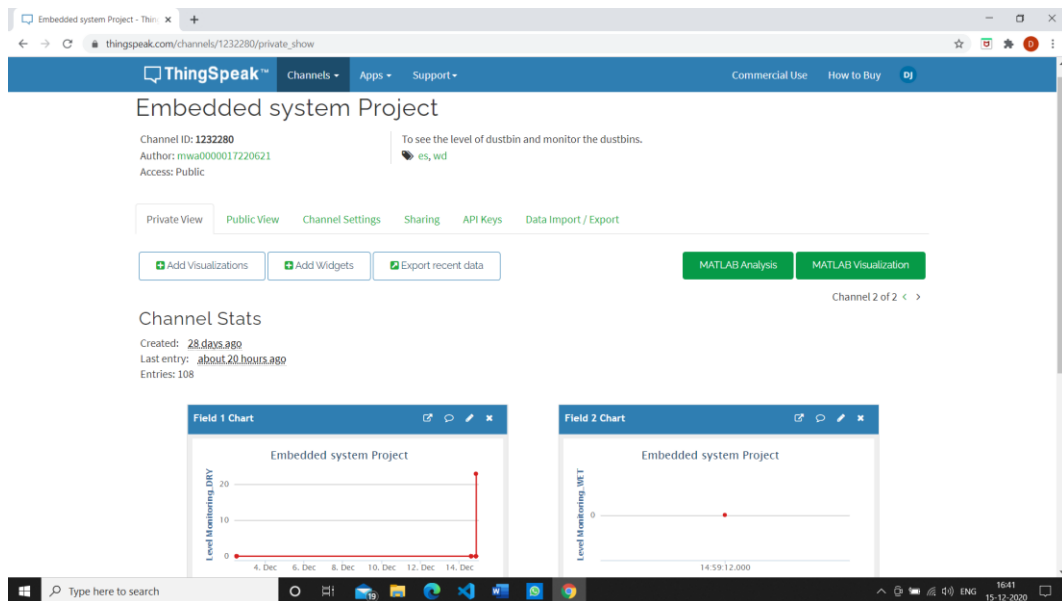 Embedded system Project - Thin
thingspeak.com/channels/1232280/private_show
ThingSpeak™ Channels Apps Support Commercial Use How to Buy DJ
Embedded system Project
Channel ID: 1232280
Author: mwa0000017220621
Access: Public
To see the level of dustbin and monitor the dustbins.
es, wd
Private View Public View Channel Settings Sharing API Keys Data Import / Export
Add Visualizations Add Widgets Export recent data MATLAB Analysis MATLAB Visualization
Channel 2 of 2 < >
Channel Stats
Created: 28 days ago
Last entry: about 20 hours ago
Entries: 108
Field 1 Chart
Embedded system Project
Level Monitoring_DRY
20
10
0
4. Dec 6. Dec 8. Dec 10. Dec 12. Dec 14. Dec
Field 2 Chart
Embedded system Project
Level Monitoring_WET
0
14:59:12.000
Type here to search
19
ENG
16:41
15-12-2020